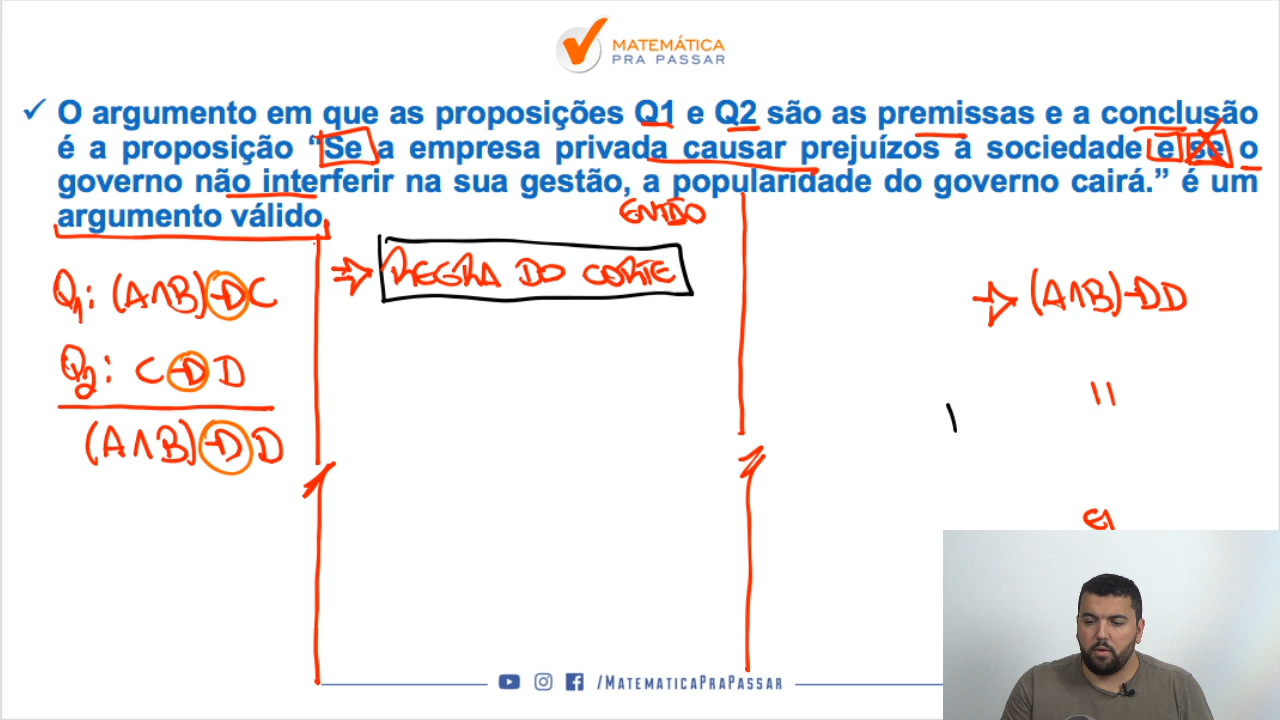 MATEMÁTICA
PRA PASSAR
✓ O argumento em que as proposições Q1 e Q2 são as premissas e a conclusão
é a proposição “Se a empresa privada causar prejuízos à sociedade e se o
governo não interferir na sua gestão, a popularidade do governo cairá.” é um
argumento válido.
ENTÃO
Q1: (A∧B)→C
Q2: C→D
(A∧B)→D
⇒ REGRA DO CORTE
⇒ (A∧B)→D
"
/MATEMATICAPRAPASSAR